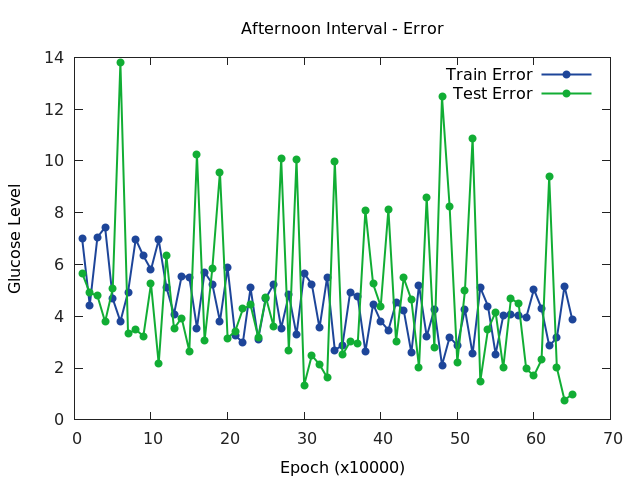 Afternoon Interval - Error
14
12
10
8
6
4
2
0
Glucose Level
Train Error
Test Error
0 10 20 30 40 50 60 70
Epoch (x10000)